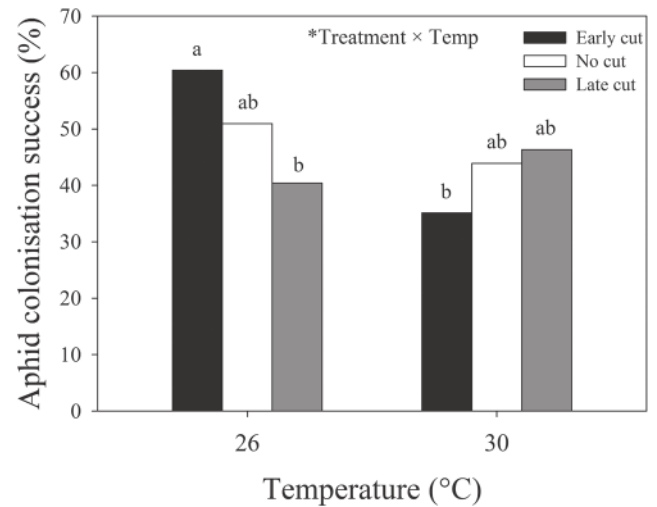 Aphid colonisation success (%)
70
60
50
40
30
20
10
0
*Treatment × Temp
Early cut
No cut
Late cut
a
ab
b
b
ab
ab
26
30
Temperature (°C)